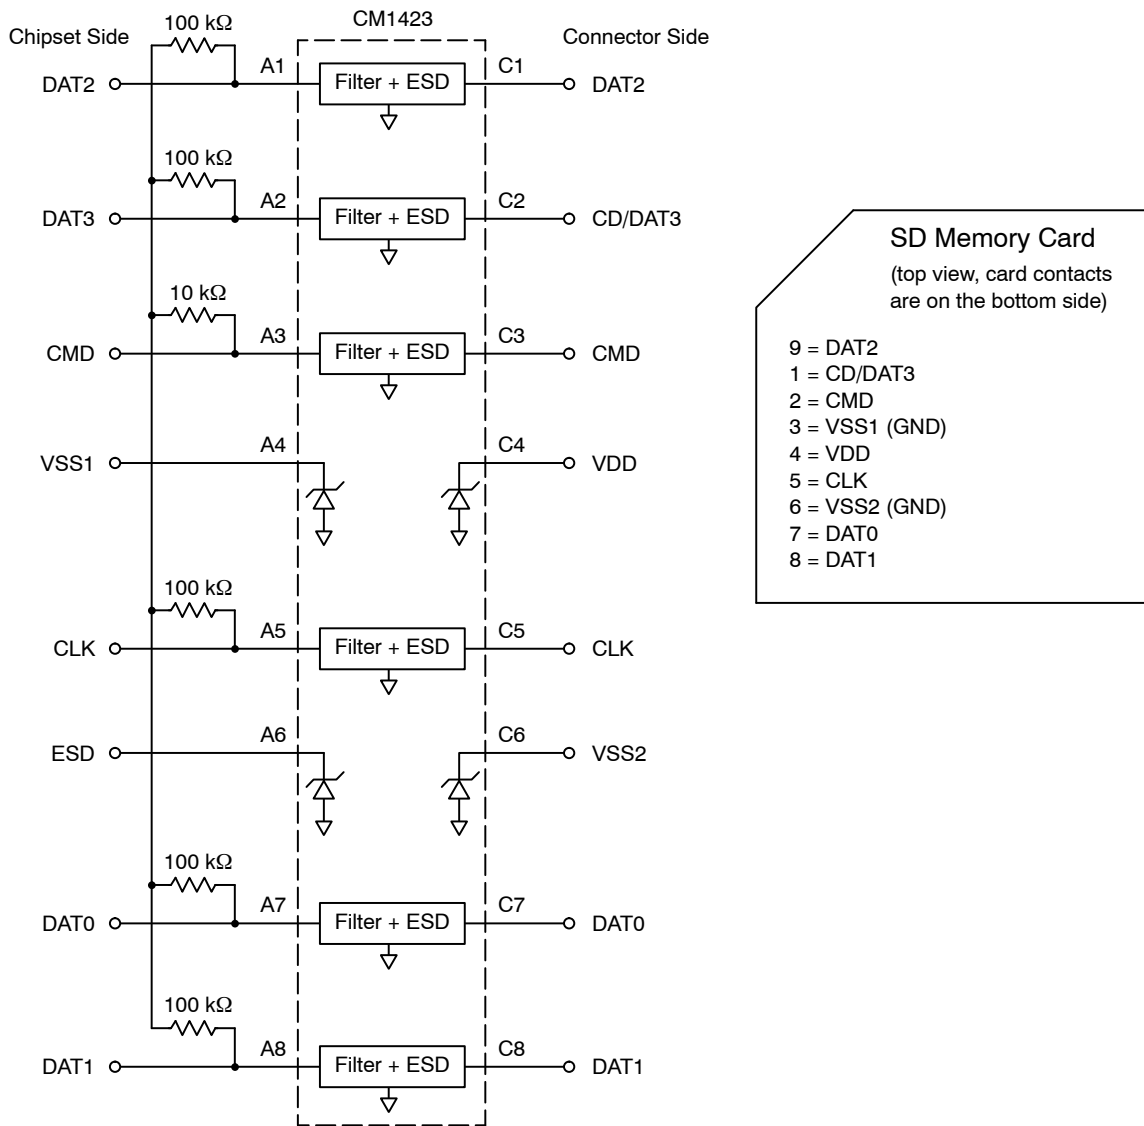 CM1423
Chipset Side
Connector Side
100 kΩ
DAT2
A1
Filter + ESD
C1
DAT2
100 kΩ
DAT3
A2
Filter + ESD
C2
CD/DAT3
10 kΩ
CMD
A3
Filter + ESD
C3
CMD
VSS1
A4
C4
VDD
100 kΩ
CLK
A5
Filter + ESD
C5
CLK
ESD
A6
C6
VSS2
100 kΩ
DAT0
A7
Filter + ESD
C7
DAT0
100 kΩ
DAT1
A8
Filter + ESD
C8
DAT1
SD Memory Card
(top view, card contacts
are on the bottom side)
9 = DAT2
1 = CD/DAT3
2 = CMD
3 = VSS1 (GND)
4 = VDD
5 = CLK
6 = VSS2 (GND)
7 = DAT0
8 = DAT1